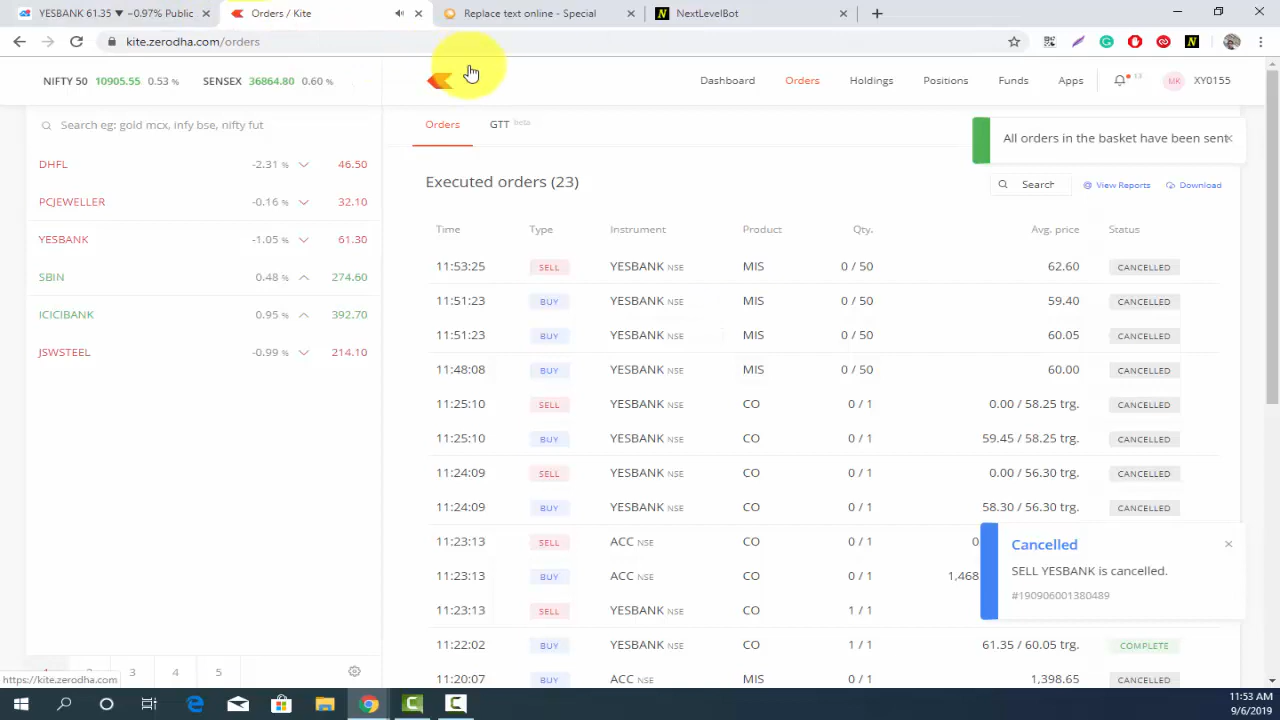 YESBANK 61.35 ▼ −0.97% Public
Orders / Kite
Replace text online - Special
NextLevelBot
kite.zerodha.com/orders
NIFTY 50 10905.55 0.53 %
SENSEX 36864.80 0.60 %
Dashboard
Orders
Holdings
Positions
Funds
Apps
13
MK
XY0155
Search eg: gold mcx, infy bse, nifty fut
DHFL -2.31 % 46.50
PCJEWELLER -0.16 % 32.10
YESBANK -1.05 % 61.30
SBIN 0.48 % 274.60
ICICIBANK 0.95 % 392.70
JSWSTEEL -0.99 % 214.10
Orders
GTT beta
All orders in the basket have been sent
Executed orders (23)
Search
View Reports
Download
Time Type Instrument Product Qty. Avg. price Status
11:53:25 SELL YESBANK NSE MIS 0 / 50 62.60 CANCELLED
11:51:23 BUY YESBANK NSE MIS 0 / 50 59.40 CANCELLED
11:51:23 BUY YESBANK NSE MIS 0 / 50 60.05 CANCELLED
11:48:08 BUY YESBANK NSE MIS 0 / 50 60.00 CANCELLED
11:25:10 SELL YESBANK NSE CO 0 / 1 0.00 / 58.25 trg. CANCELLED
11:25:10 BUY YESBANK NSE CO 0 / 1 59.45 / 58.25 trg. CANCELLED
11:24:09 SELL YESBANK NSE CO 0 / 1 0.00 / 56.30 trg. CANCELLED
11:24:09 BUY YESBANK NSE CO 0 / 1 58.30 / 56.30 trg. CANCELLED
11:23:13 SELL ACC NSE CO 0 / 1
11:23:13 BUY ACC NSE CO 0 / 1 1,468
11:23:13 SELL YESBANK NSE CO 1 / 1
11:22:02 BUY YESBANK NSE CO 1 / 1 61.35 / 60.05 trg. COMPLETE
11:20:07 BUY ACC NSE CO 0 / 1 1,398.65 CANCELLED
Cancelled
SELL YESBANK is cancelled.
#190906001380489
3 4 5
https://kite.zerodha.com
11:53 AM
9/6/2019